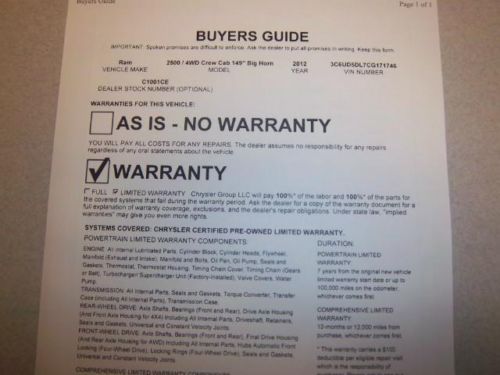 Buyers Guide
Page 1 of 1
BUYERS GUIDE
IMPORTANT: Spoken promises are difficult to enforce. Ask the dealer to put all promises in writing. Keep this form.
Ram 2500 / 4WD Crew Cab 149" Big Horn 2012 3C6UD5DL7CG171746
VEHICLE MAKE MODEL YEAR VIN NUMBER
C1001CE
DEALER STOCK NUMBER (OPTIONAL)
WARRANTIES FOR THIS VEHICLE:
AS IS - NO WARRANTY
YOU WILL PAY ALL COSTS FOR ANY REPAIRS. The dealer assumes no responsibility for any repairs
regardless of any oral statements about the vehicle.
WARRANTY
FULL LIMITED WARRANTY Chrysler Group LLC will pay 100%* of the labor and 100%* of the parts for
the covered systems that fail during the warranty period. Ask the dealer for a copy of the warranty document for a
full explanation of warranty coverage, exclusions, and the dealer's repair obligations. Under state law, "implied
warranties" may give you even more rights.
SYSTEMS COVERED: CHRYSLER CERTIFIED PRE-OWNED LIMITED WARRANTY.
POWERTRAIN LIMITED WARRANTY COMPONENTS:
ENGINE: All Internal Lubricated Parts, Cylinder Block, Cylinder Heads, Flywheel,
Manifold (Exhaust and Intake), Manifold and Bolts, Oil Pan, Oil Pump, Seals and
Gaskets, Thermostat, Thermostat Housing, Timing Chain Cover, Timing Chain (Gears
or Belt), Turbocharger/Supercharger Unit (Factory-Installed), Valve Covers, Water
Pump.
TRANSMISSION: All Internal Parts, Seals and Gaskets, Torque Converter, Transfer
Case (including All Internal Parts), Transmission Case.
REAR-WHEEL DRIVE: Axle Shafts, Bearings (Front and Rear), Drive Axle Housing
(And Front Axle Housing for 4X4) including All Internal Parts, Driveshaft, Retainers,
Seals and Gaskets, Universal and Constant Velocity Joints.
FRONT-WHEEL DRIVE: Axle Shafts, Bearings (Front and Rear), Final Drive Housing
(And Rear Axle Housing for AWD) including All Internal Parts, Hubs Automatic Front
Locking (Four-Wheel Drive), Locking Rings (Four-Wheel Drive), Seals and Gaskets,
Universal and Constant Velocity Joints.
COMPREHENSIVE LIMITED WARRANTY COMPONENTS
DURATION:
POWERTRAIN LIMITED
WARRANTY:
7 years from the original new vehicle
limited warranty start date or up to
100,000 miles on the odometer,
whichever comes first.
COMPREHENSIVE LIMITED
WARRANTY:
12-months or 12,000 miles from
purchase, whichever comes first.
*This warranty carries a $100
deductible per eligible repair visit
which is the responsibility of the